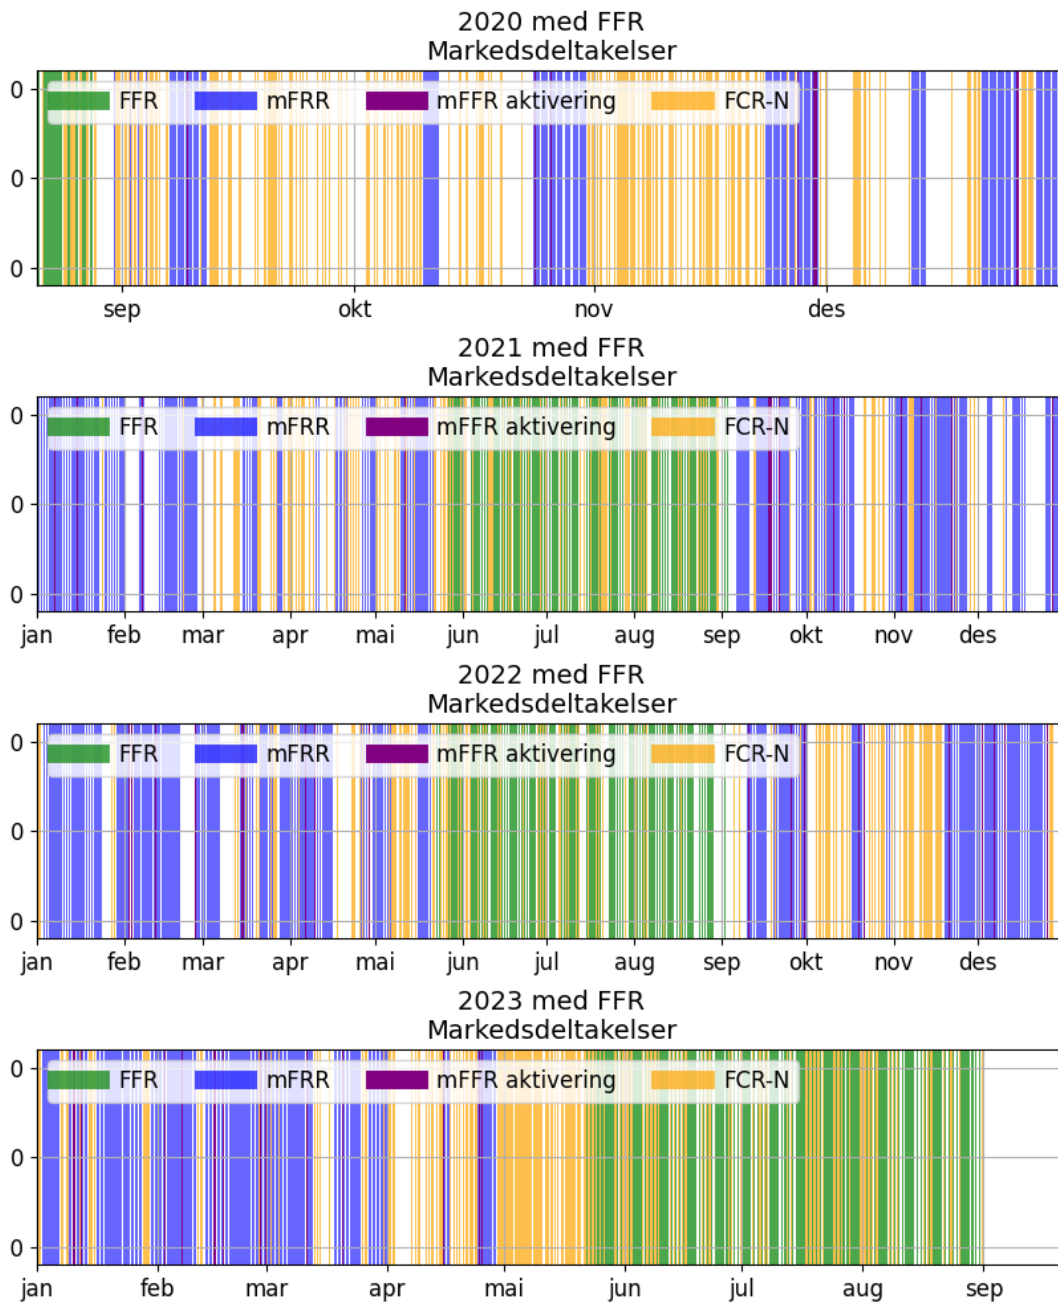 2020 med FFR
Markedsdeltakelser
FFR mFRR mFFR aktivering FCR-N
0
0
0
sep okt nov des
2021 med FFR
Markedsdeltakelser
FFR mFRR mFFR aktivering FCR-N
0
0
0
jan feb mar apr mai jun jul aug sep okt nov des
2022 med FFR
Markedsdeltakelser
FFR mFRR mFFR aktivering FCR-N
0
0
0
jan feb mar apr mai jun jul aug sep okt nov des
2023 med FFR
Markedsdeltakelser
FFR mFRR mFFR aktivering FCR-N
0
0
0
jan feb mar apr mai jun jul aug sep